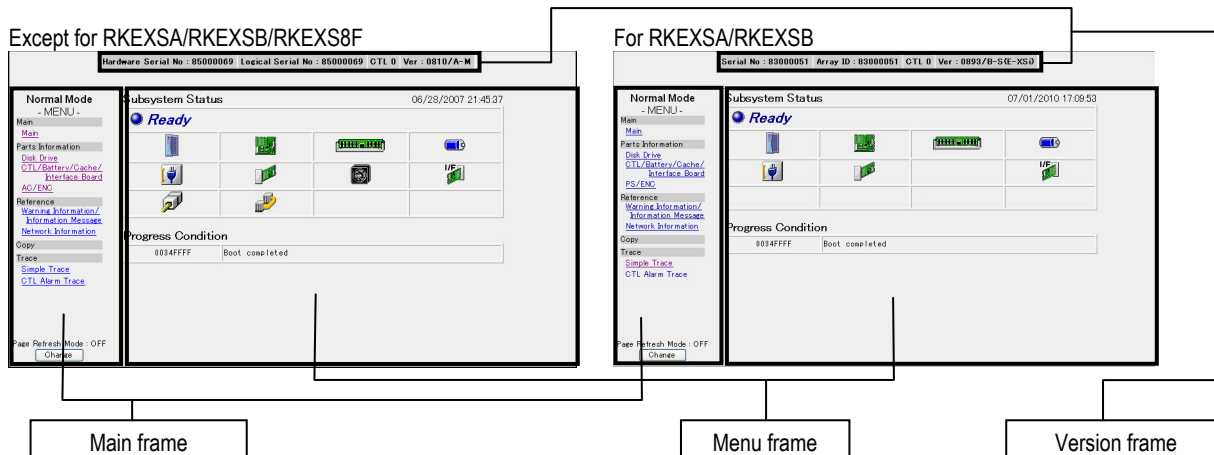 Except for RKEXSA/RKEXSB/RKEXS8F
Hardware Serial No : 85000069 Logical Serial No : 85000069 CTL 0 Ver : 0810/A-M
Normal Mode
- MENU -
Main
Main
Parts Information
Disk Drive
CTL/Battery/Cache/
Interface Board
AC/ENC
Reference
Warning Information/
Information Message
Network Information
Copy
Trace
Simple Trace
CTL Alarm Trace
Page Refresh Mode : OFF
Change
Subsystem Status
06/28/2007 21:45:37
Ready
I/F
Progress Condition
0034FFFF Boot completed
For RKEXSA/RKEXSB
Serial No : 83000051 Array ID : 83000051 CTL 0 Ver : 0893/B-S(E-XSi)
Normal Mode
- MENU -
Main
Main
Parts Information
Disk Drive
CTL/Battery/Cache/
Interface Board
PS/ENC
Reference
Warning Information/
Information Message
Network Information
Copy
Trace
Simple Trace
CTL Alarm Trace
Page Refresh Mode : OFF
Change
Subsystem Status
07/01/2010 17:09:53
Ready
I/F
Progress Condition
0034FFFF Boot completed
Main frame
Menu frame
Version frame